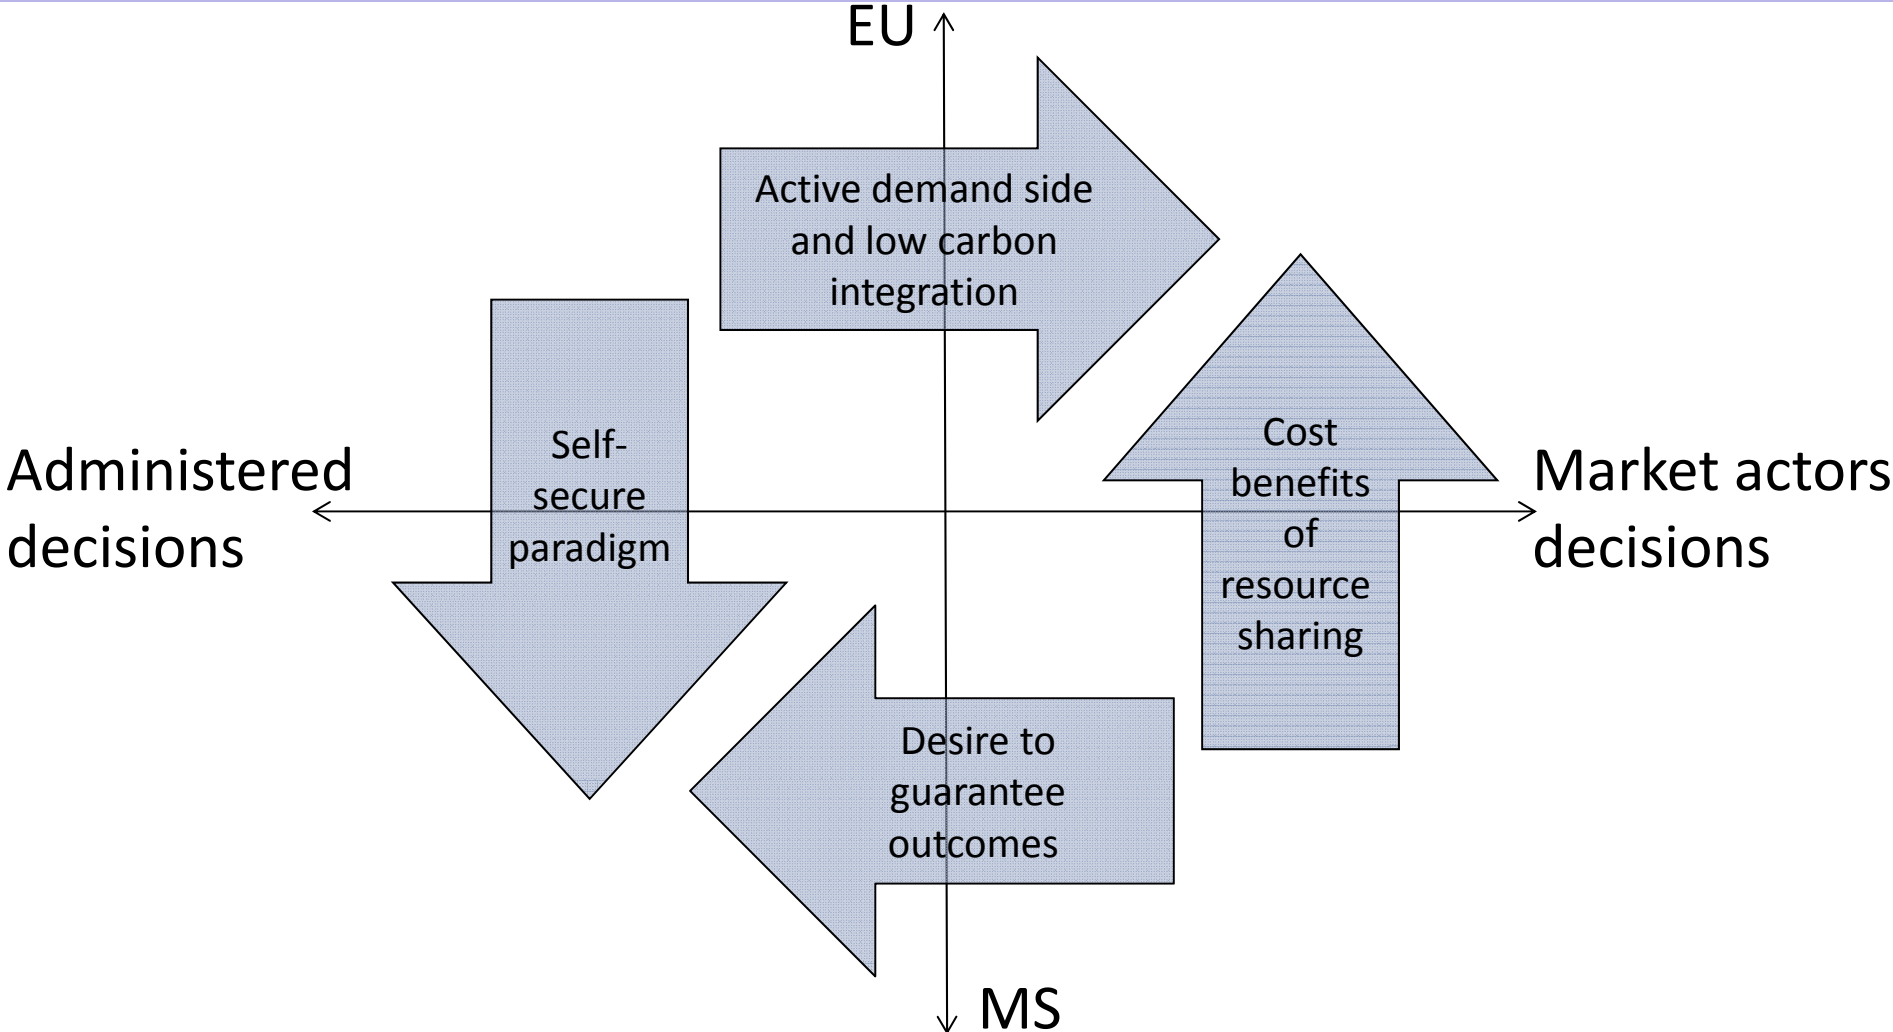 EU
Active demand side
and low carbon
integration
Self-
secure
paradigm
Administered
decisions
Cost
benefits
of
resource
sharing
Market actors
decisions
Desire to
guarantee
outcomes
MS